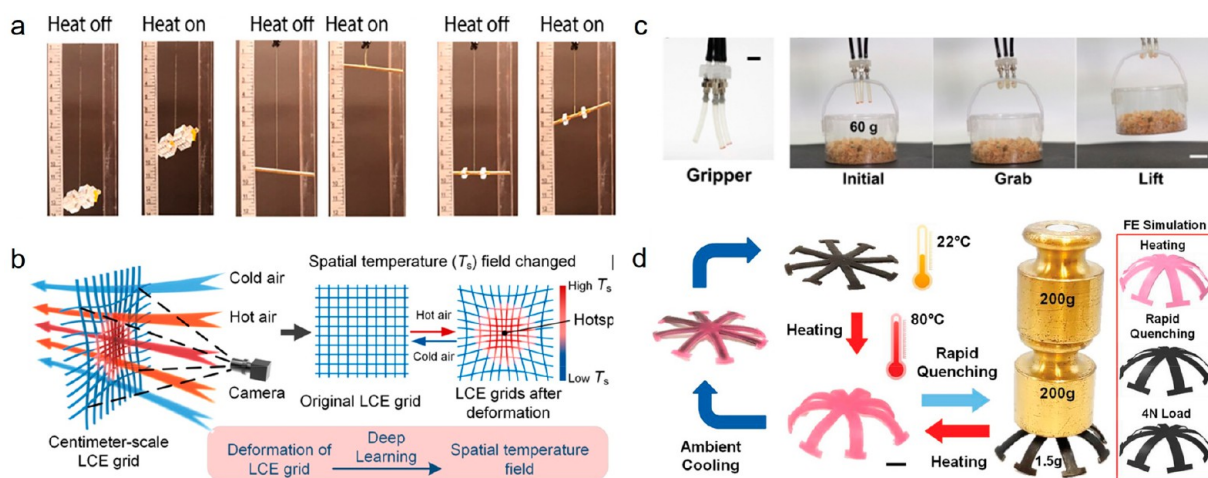 a
Heat off
Heat on
Heat off
Heat on
Heat off
Heat on
b
Cold air
Hot air
Camera
Centimeter-scale
LCE grid
Spatial temperature (Ts) field changed
Original LCE grid
Hot air
Cold air
High Ts
Hotsp
Low Ts
LCE grids after
deformation
Deformation of
LCE grid
Deep
Learning
Spatial temperature
field
c
Gripper
60 g
Initial
Grab
Lift
d
22°C
Heating
80°C
Ambient
Cooling
Rapid
Quenching
Heating
200g
200g
1.5g
FE Simulation
Heating
Rapid
Quenching
4N Load